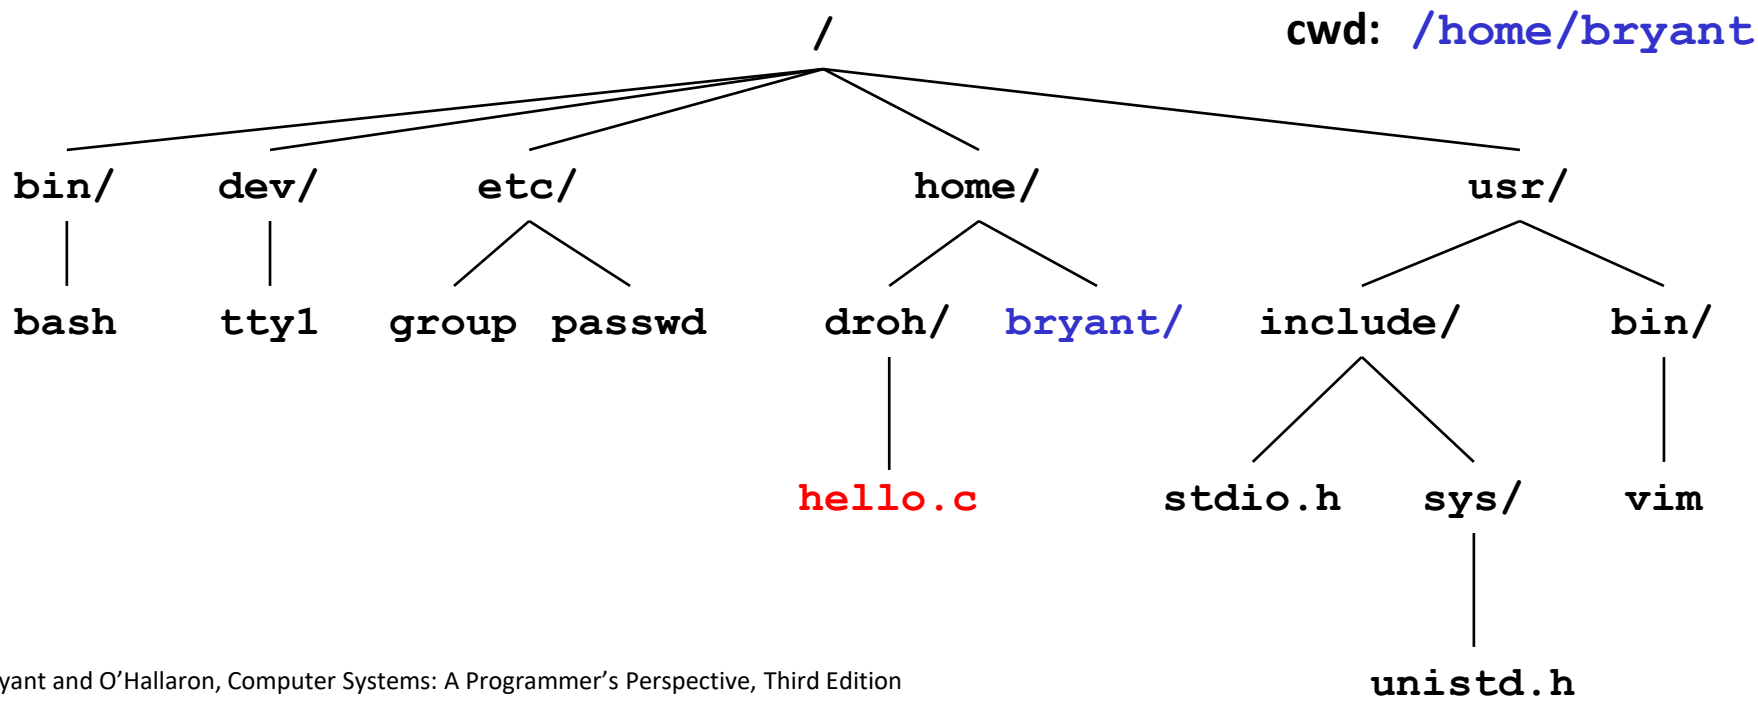 / cwd: /home/bryant
bin/ dev/ etc/ home/ usr/
bash tty1 group passwd droh/ bryant/ include/ bin/
hello.c stdio.h sys/ vim
unistd.h
yant and O’Hallaron, Computer Systems: A Programmer’s Perspective, Third Edition